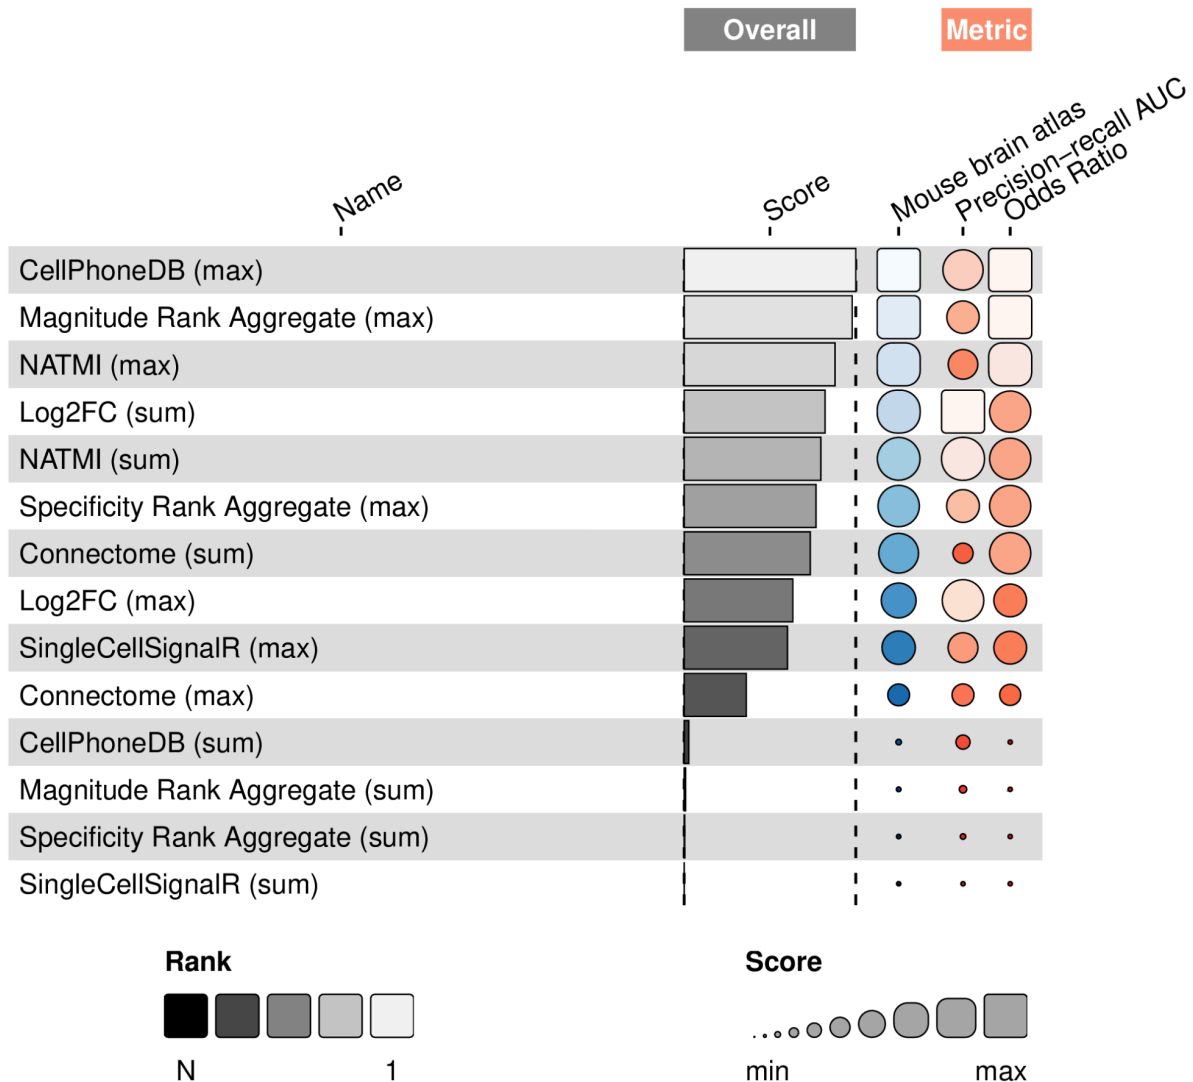 Overall
Metric
Name
Score
Mouse brain atlas
Precision–recall AUC
Odds Ratio
CellPhoneDB (max)
Magnitude Rank Aggregate (max)
NATMI (max)
Log2FC (sum)
NATMI (sum)
Specificity Rank Aggregate (max)
Connectome (sum)
Log2FC (max)
SingleCellSignalR (max)
Connectome (max)
CellPhoneDB (sum)
Magnitude Rank Aggregate (sum)
Specificity Rank Aggregate (sum)
SingleCellSignalR (sum)
Rank
N
1
Score
min
max